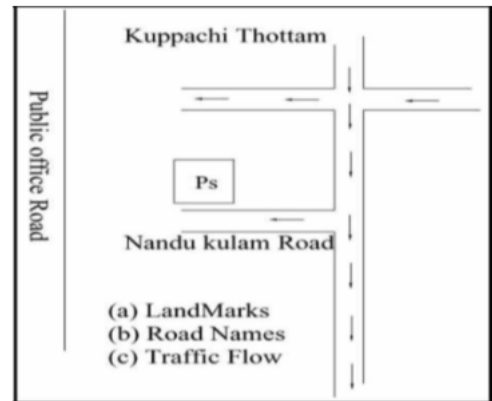 Kuppachi Thottam
Public office Road
Ps
Nandu kulam Road
(a) LandMarks
(b) Road Names
(c) Traffic Flow